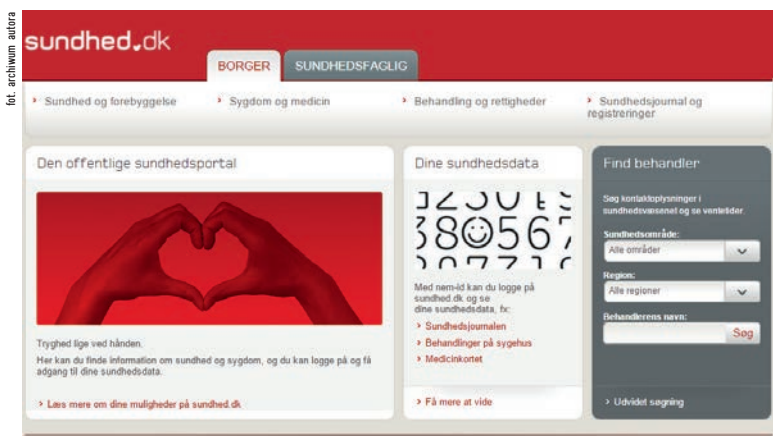 fot. archiwum autora
sundhed.dk
BORGER
SUNDHEDSFAGLIG
Sundhed og forebyggelse
Sygdom og medicin
Behandling og rettigheder
Sundhedsjournal og
registreringer
Den offentlige sundhedsportal
Tryghed lige ved hånden.
Her kan du finde information om sundhed og sygdom, og du kan logge på og få
adgang til dine sundhedsdata.
Læs mere om dine muligheder på sundhed.dk
Dine sundhedsdata
38 567
Med nem-id kan du logge på
sundhed.dk og se
dine sundhedsdata, fx:
Sundhedsjournalen
Behandlinger på sygehus
Medicinkortet
Få mere at vide
Find behandler
Søg kontaktoplysninger i
sundhedsvæsenet og se ventetider.
Sundhedsområde:
Alle områder
Region:
Alle regioner
Behandlerens navn:
Søg
Udvidet søgning